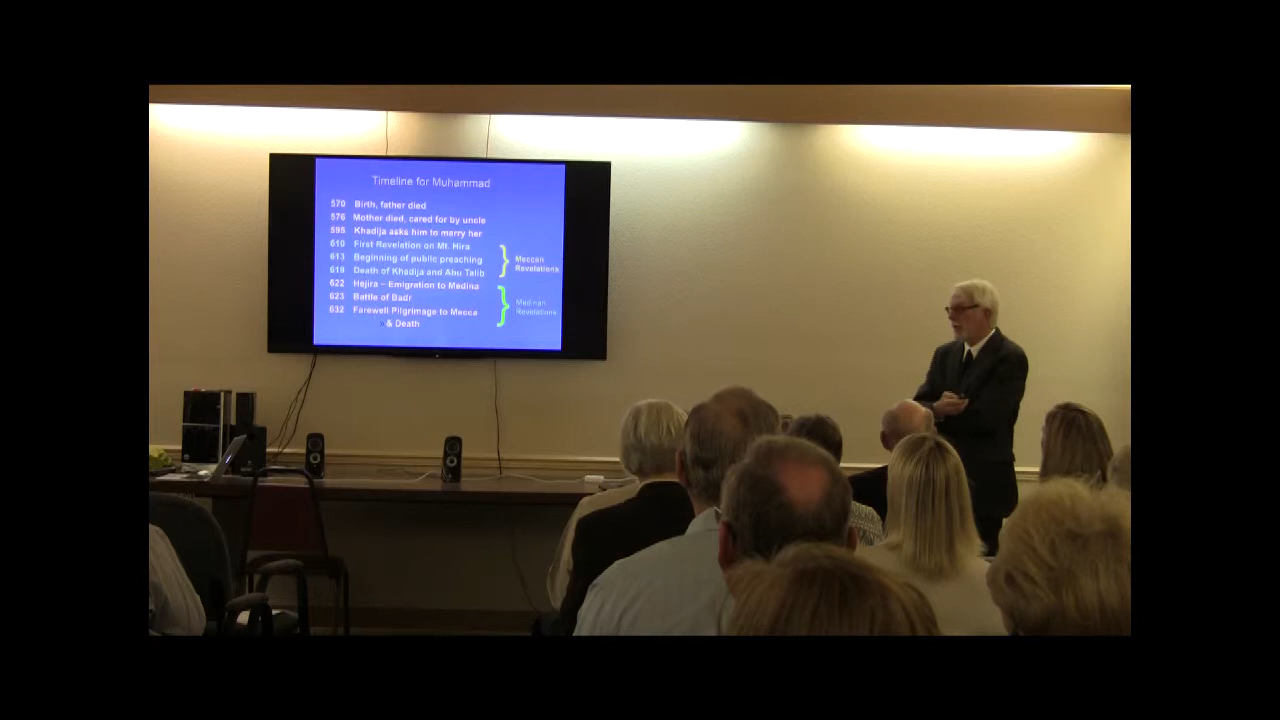 Timeline for Muhammad
570 Birth, father died
576 Mother died, cared for by uncle
595 Khadija asks him to marry her
610 First Revelation on Mt. Hira
613 Beginning of public preaching
619 Death of Khadija and Abu Talib
622 Hejira – Emigration to Medina
623 Battle of Badr
632 Farewell Pilgrimage to Mecca
» & Death
Meccan
Revelations
Medinan
Revelations